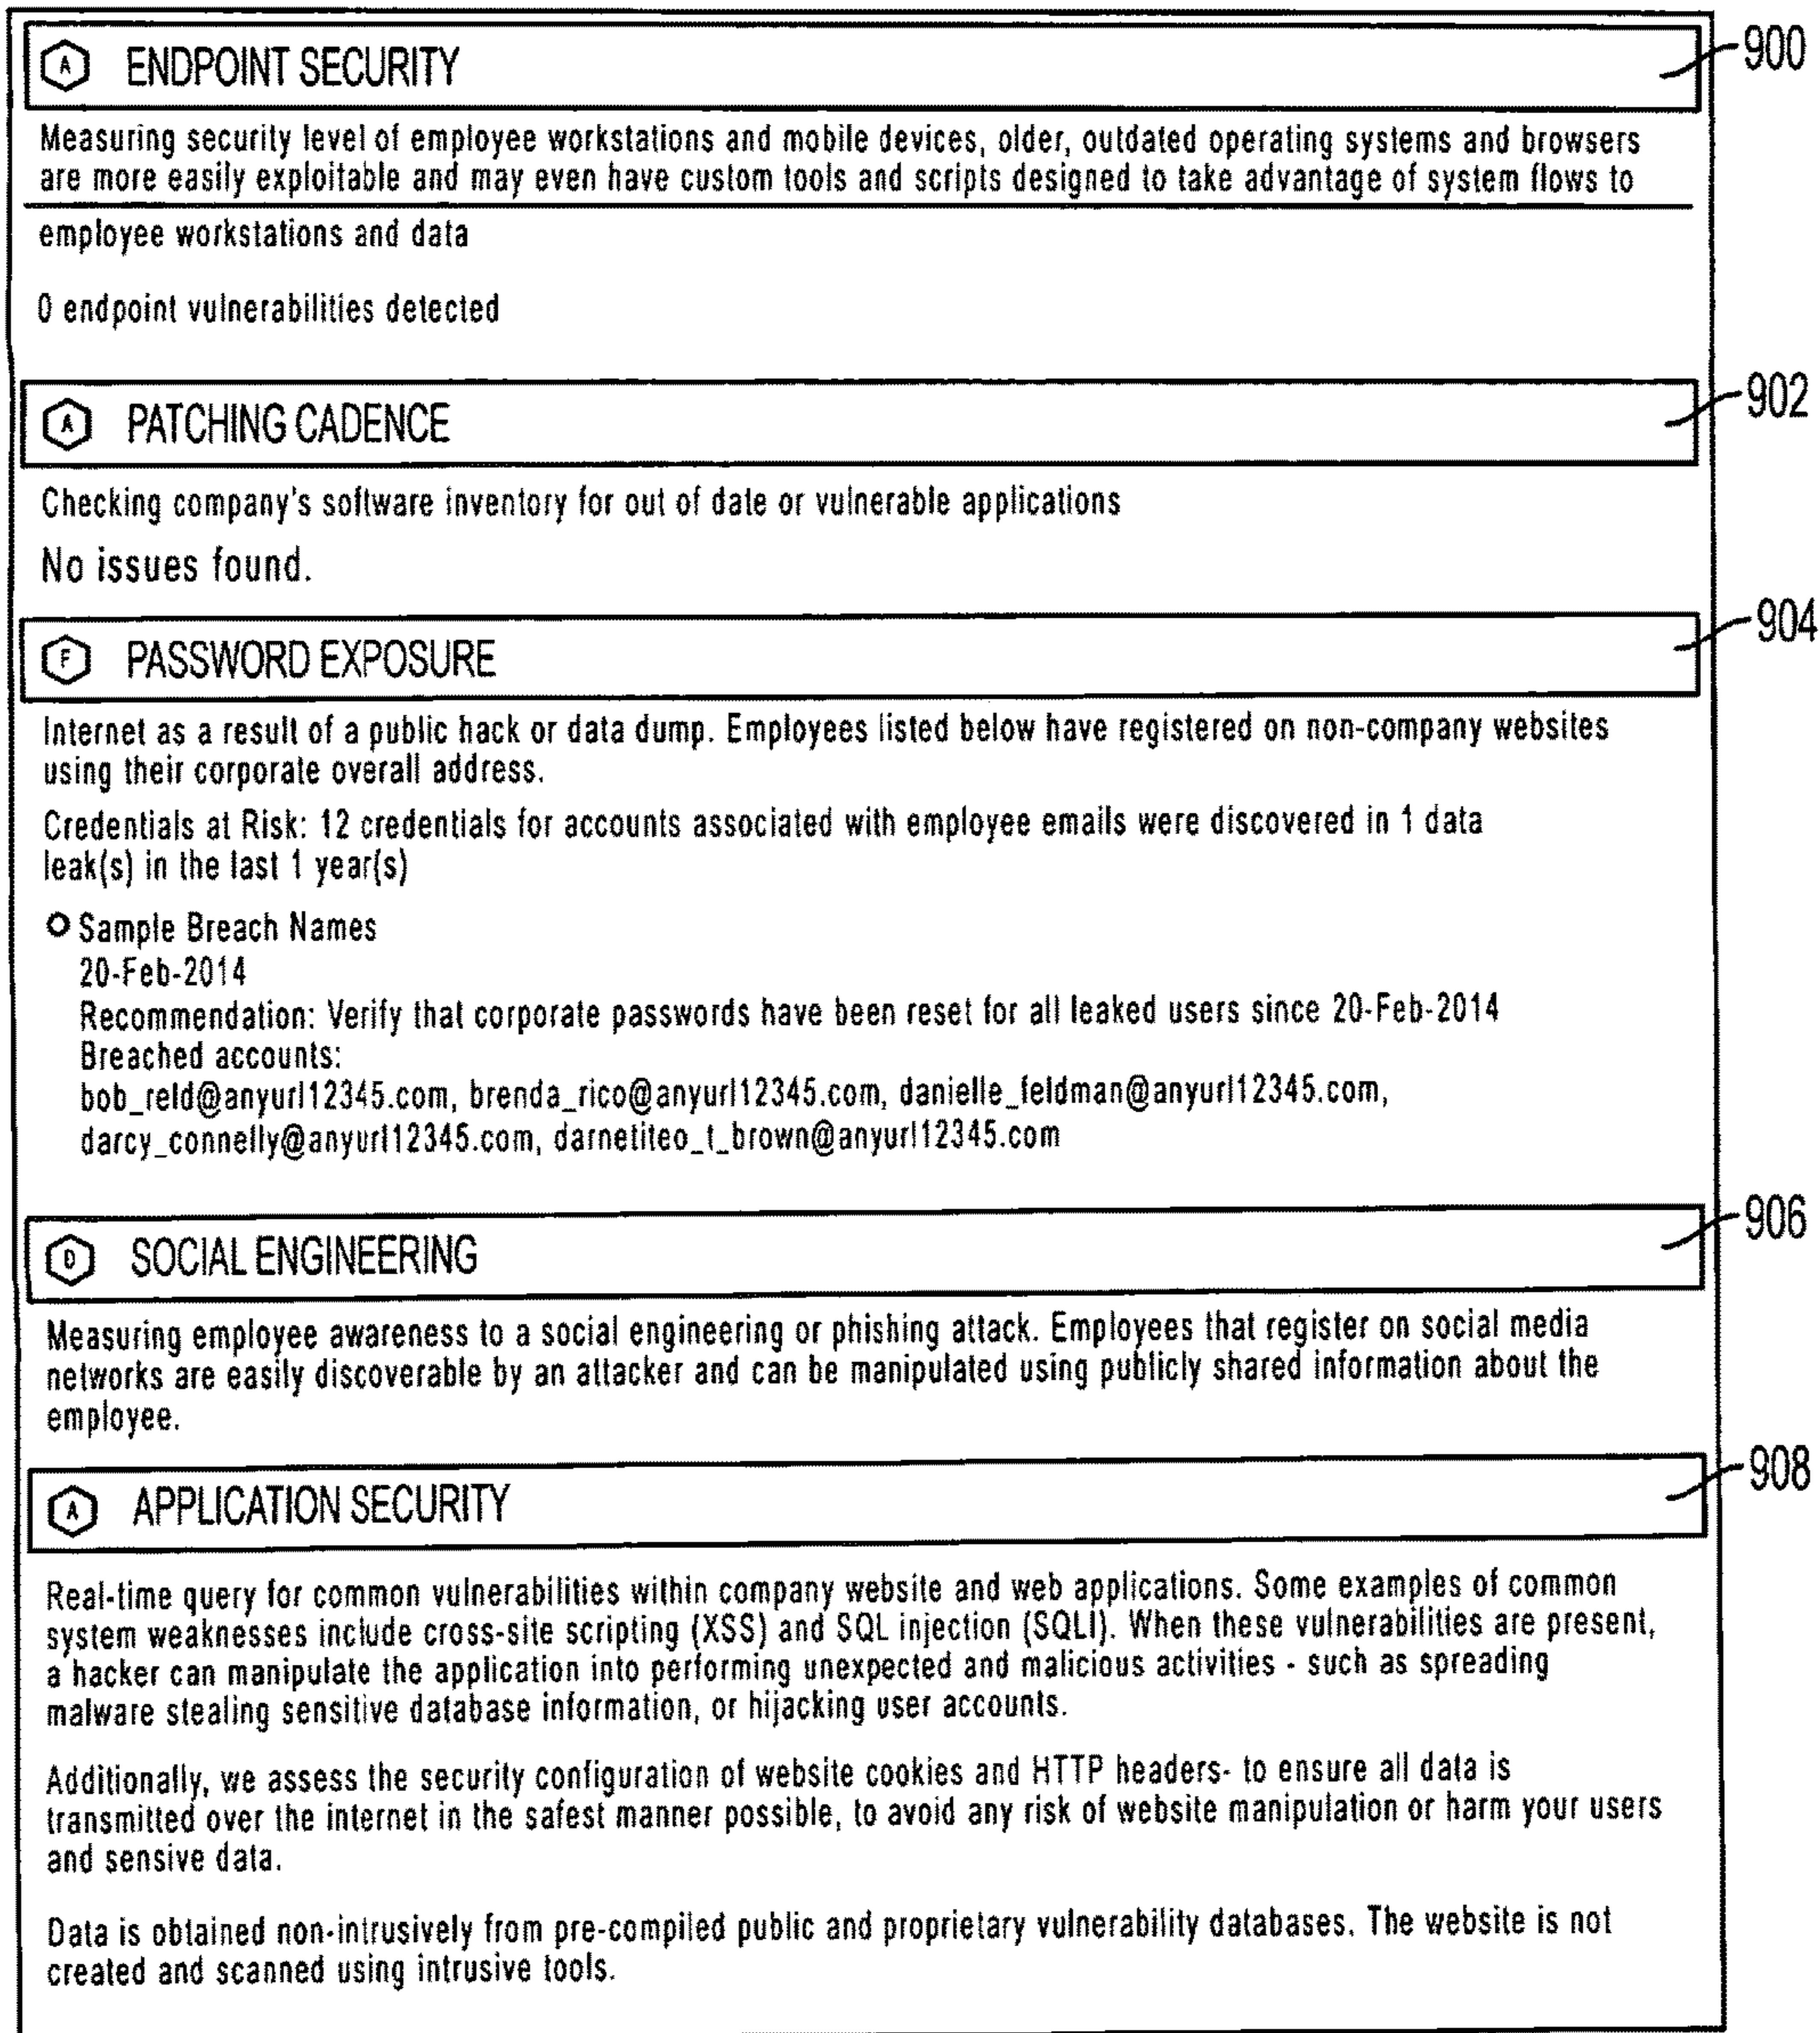 A ENDPOINT SECURITY 900
Measuring security level of employee workstations and mobile devices, older, outdated operating systems and browsers
are more easily exploitable and may even have custom tools and scripts designed to take advantage of system flows to
employee workstations and data
0 endpoint vulnerabilities detected
A PATCHING CADENCE 902
Checking company's software inventory for out of date or vulnerable applications
No issues found.
F PASSWORD EXPOSURE 904
Internet as a result of a public hack or data dump. Employees listed below have registered on non-company websites
using their corporate overall address.
Credentials at Risk: 12 credentials for accounts associated with employee emails were discovered in 1 data
leak(s) in the last 1 year(s)
Sample Breach Names
20-Feb-2014
Recommendation: Verify that corporate passwords have been reset for all leaked users since 20-Feb-2014
Breached accounts:
bob_reld@anyurl12345.com, brenda_rico@anyurl12345.com, danielle_feldman@anyurl12345.com,
darcy_connelly@anyurl12345.com, darnetiteo_t_brown@anyurl12345.com
D SOCIAL ENGINEERING 906
Measuring employee awareness to a social engineering or phishing attack. Employees that register on social media
networks are easily discoverable by an attacker and can be manipulated using publicly shared information about the
employee.
A APPLICATION SECURITY 908
Real-time query for common vulnerabilities within company website and web applications. Some examples of common
system weaknesses include cross-site scripting (XSS) and SQL injection (SQLI). When these vulnerabilities are present,
a hacker can manipulate the application into performing unexpected and malicious activities - such as spreading
malware stealing sensitive database information, or hijacking user accounts.
Additionally, we assess the security configuration of website cookies and HTTP headers- to ensure all data is
transmitted over the internet in the safest manner possible, to avoid any risk of website manipulation or harm your users
and sensive data.
Data is obtained non-intrusively from pre-compiled public and proprietary vulnerability databases. The website is not
created and scanned using intrusive tools.